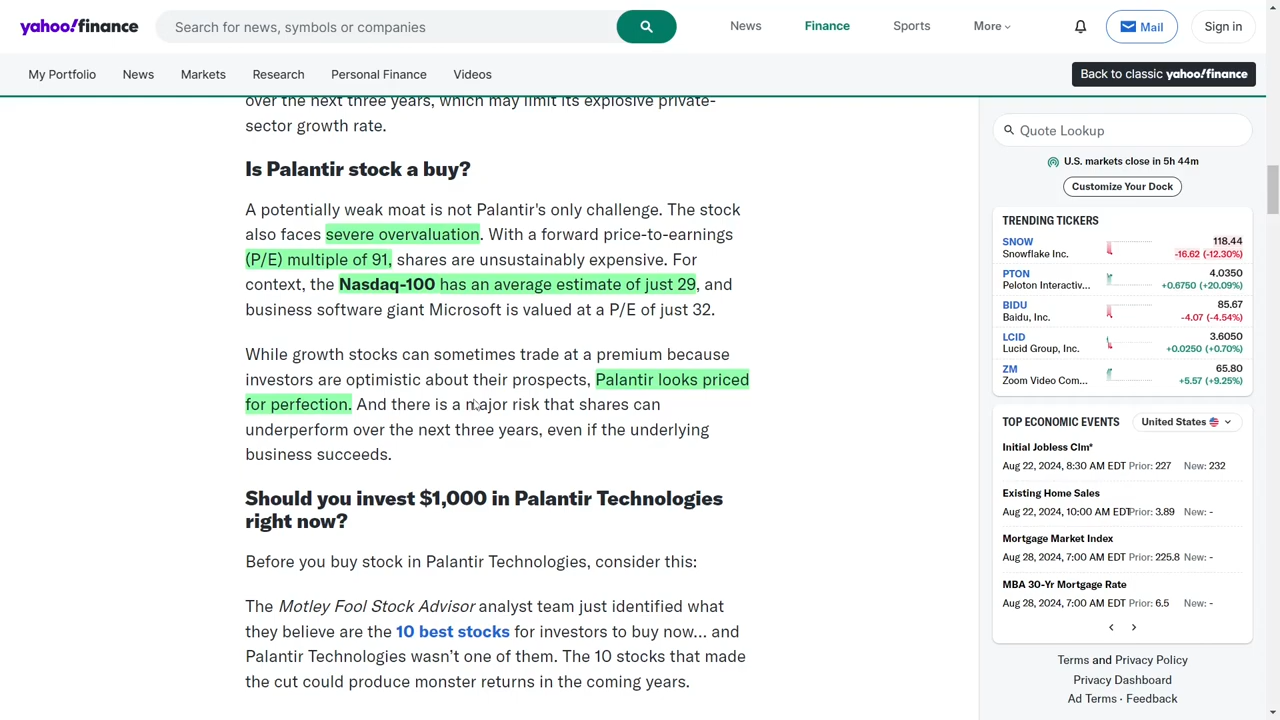 yahoo!finance
Search for news, symbols or companies
News
Finance
Sports
More
Mail
Sign in
My Portfolio
News
Markets
Research
Personal Finance
Videos
Back to classic yahoo!finance
over the next three years, which may limit its explosive private-
sector growth rate.
Is Palantir stock a buy?
A potentially weak moat is not Palantir's only challenge. The stock
also faces severe overvaluation. With a forward price-to-earnings
(P/E) multiple of 91, shares are unsustainably expensive. For
context, the Nasdaq-100 has an average estimate of just 29, and
business software giant Microsoft is valued at a P/E of just 32.
While growth stocks can sometimes trade at a premium because
investors are optimistic about their prospects, Palantir looks priced
for perfection. And there is a major risk that shares can
underperform over the next three years, even if the underlying
business succeeds.
Should you invest $1,000 in Palantir Technologies
right now?
Before you buy stock in Palantir Technologies, consider this:
The Motley Fool Stock Advisor analyst team just identified what
they believe are the 10 best stocks for investors to buy now... and
Palantir Technologies wasn't one of them. The 10 stocks that made
the cut could produce monster returns in the coming years.
Quote Lookup
U.S. markets close in 5h 44m
Customize Your Dock
TRENDING TICKERS
SNOW 118.44
Snowflake Inc. -16.62 (-12.30%)
PTON 4.0350
Peloton Interactiv... +0.6750 (+20.09%)
BIDU 85.67
Baidu, Inc. -4.07 (-4.54%)
LCID 3.6050
Lucid Group, Inc. +0.0250 (+0.70%)
ZM 65.80
Zoom Video Com... +5.57 (+9.25%)
TOP ECONOMIC EVENTS United States
Initial Jobless Clm*
Aug 22, 2024, 8:30 AM EDT Prior: 227 New: 232
Existing Home Sales
Aug 22, 2024, 10:00 AM EDT Prior: 3.89 New: -
Mortgage Market Index
Aug 28, 2024, 7:00 AM EDT Prior: 225.8 New: -
MBA 30-Yr Mortgage Rate
Aug 28, 2024, 7:00 AM EDT Prior: 6.5 New: -
Terms and Privacy Policy
Privacy Dashboard
Ad Terms · Feedback